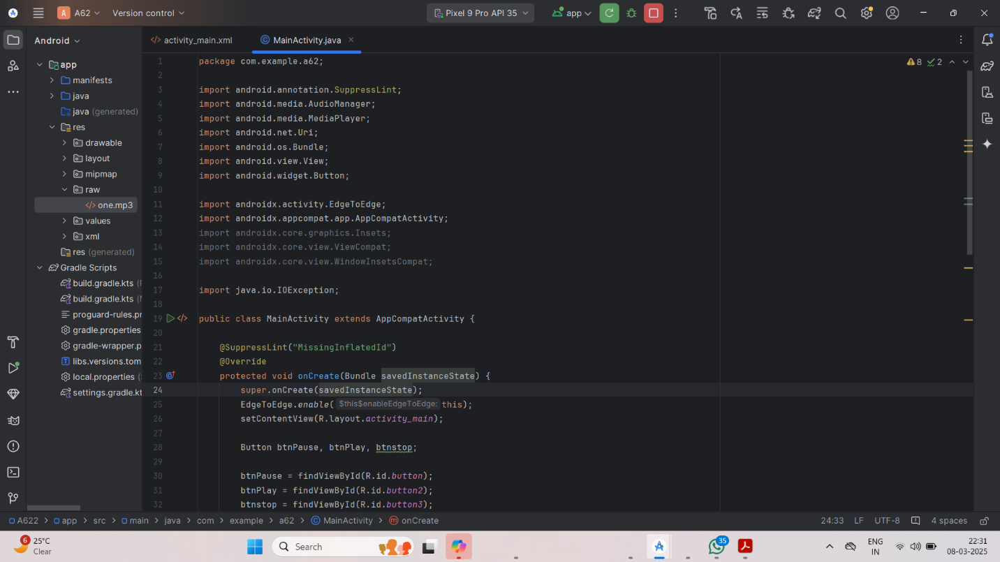 A A62 Version control Pixel 9 Pro API 35 app
Android activity_main.xml MainActivity.java
app
manifests
java
java (generated)
res
drawable
layout
mipmap
raw
one.mp3
values
xml
res (generated)
Gradle Scripts
build.gradle.kts (
build.gradle.kts (
proguard-rules.pr
gradle.properties
gradle-wrapper.p
libs.versions.tom
local.properties (
settings.gradle.kt
8 2
1 package com.example.a62;
2
3 import android.annotation.SuppressLint;
4 import android.media.AudioManager;
5 import android.media.MediaPlayer;
6 import android.net.Uri;
7 import android.os.Bundle;
8 import android.view.View;
9 import android.widget.Button;
10
11 import androidx.activity.EdgeToEdge;
12 import androidx.appcompat.app.AppCompatActivity;
13 import androidx.core.graphics.Insets;
14 import androidx.core.view.ViewCompat;
15 import androidx.core.view.WindowInsetsCompat;
16
17 import java.io.IOException;
18
19 public class MainActivity extends AppCompatActivity {
20
21 @SuppressLint("MissingInflatedId")
22 @Override
23 protected void onCreate(Bundle savedInstanceState) {
24 super.onCreate(savedInstanceState);
25 EdgeToEdge.enable( $this$enableEdgeToEdge: this);
26 setContentView(R.layout.activity_main);
27
28 Button btnPause, btnPlay, btnstop;
29
30 btnPause = findViewById(R.id.button);
31 btnPlay = findViewById(R.id.button2);
32 btnstop = findViewById(R.id.button3);
A622 > app > src > main > java > com > example > a62 > MainActivity > onCreate 24:33 LF UTF-8 4 spaces
6 25°C
Clear
Search
35
ENG
IN
22:31
08-03-2025